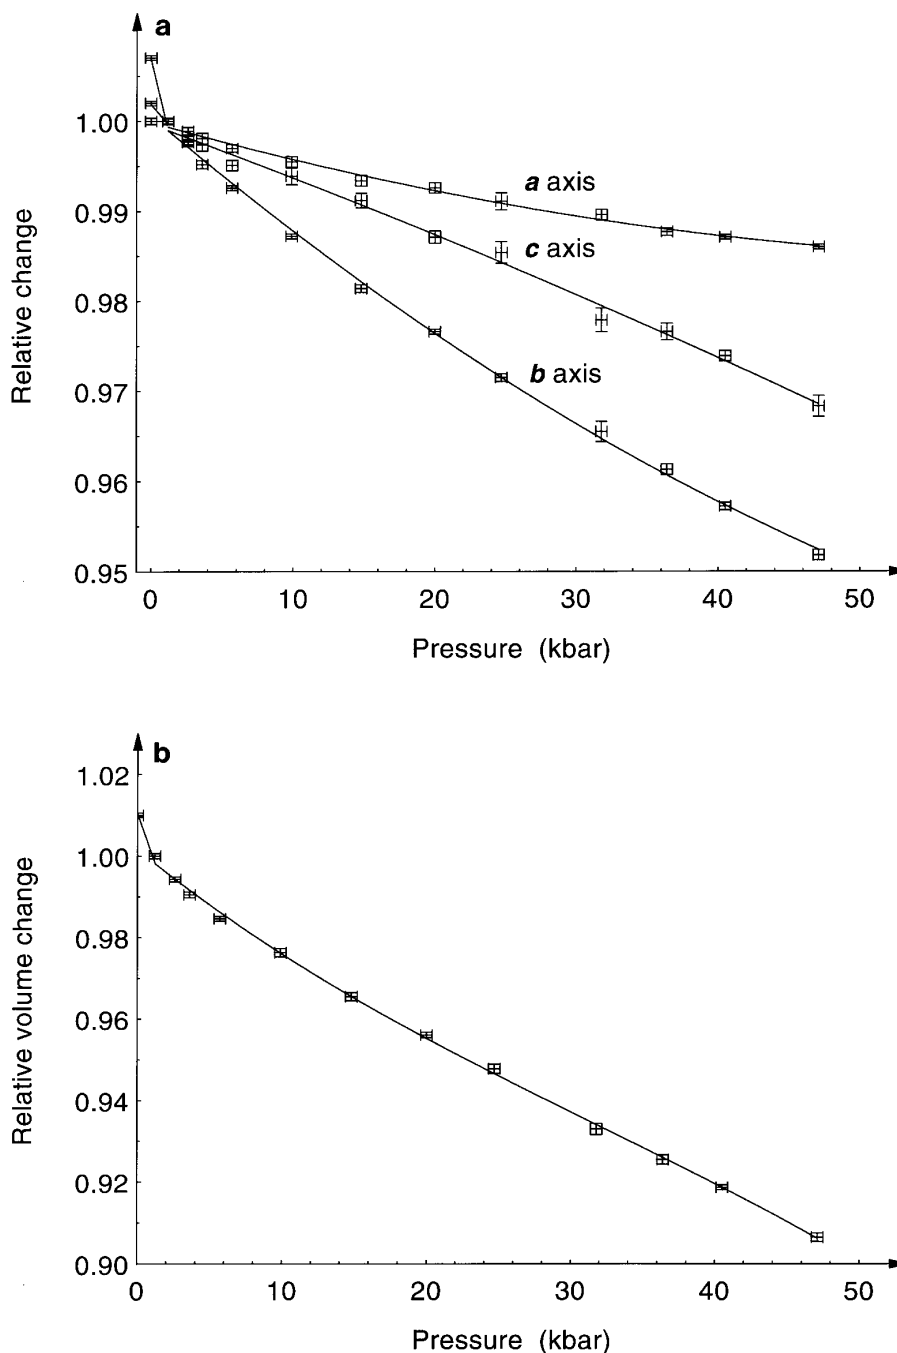 a
1.00
0.99
0.98
0.97
0.96
0.95
Relative change
a axis
c axis
b axis
0 10 20 30 40 50
Pressure (kbar)
b
1.02
1.00
0.98
0.96
0.94
0.92
0.90
Relative volume change
0 10 20 30 40 50
Pressure (kbar)